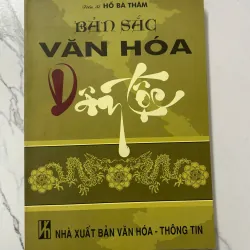 HỒ BÁ THÂM
BẢN SẮC
VĂN HÓA
Dân Tộc
NHÀ XUẤT BẢN VĂN HÓA - THÔNG TIN